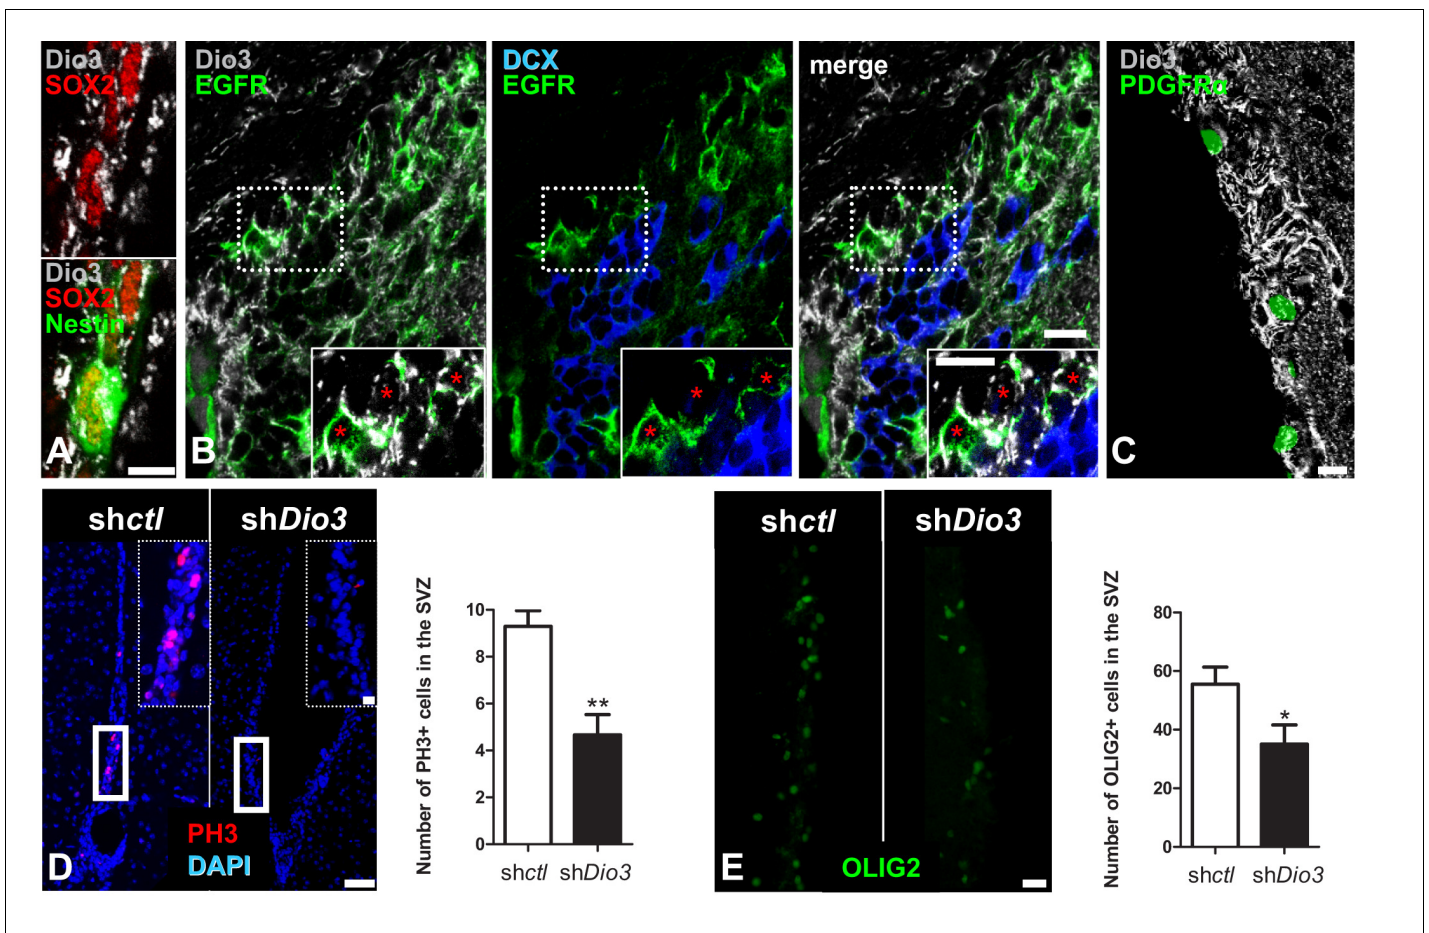 Dio3
SOX2
Dio3
SOX2
Nestin
A
Dio3
EGFR
B
DCX
EGFR
merge
*
*
*
*
*
*
*
*
*
Dio3
PDGFRα
C
shctl
shDio3
PH3
DAPI
D
Number of PH3+ cells in the SVZ
10
8
6
4
2
0
**
shctl
shDio3
shctl
shDio3
OLIG2
E
Number of OLIG2+ cells in the SVZ
80
60
40
20
0
*
shctl
shDio3